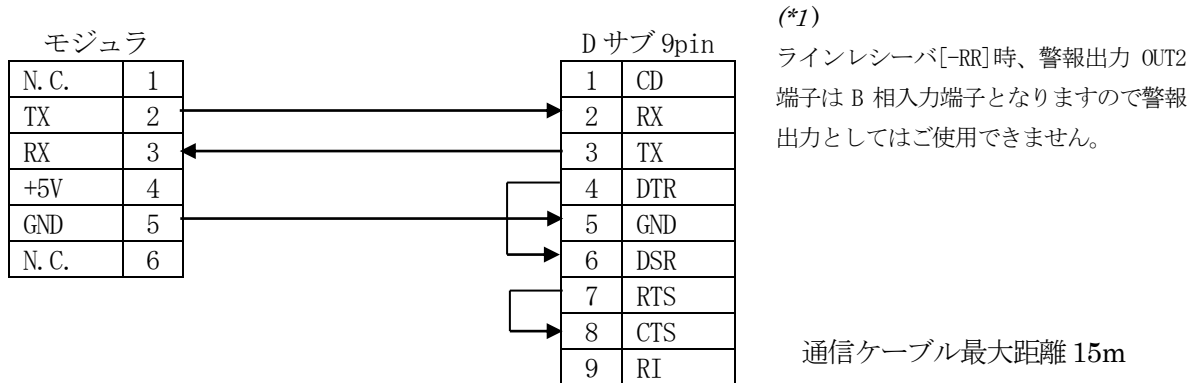 モジュラ
N.C. 1
TX 2
RX 3
+5V 4
GND 5
N.C. 6
Dサブ9pin
1 CD
2 RX
3 TX
4 DTR
5 GND
6 DSR
7 RTS
8 CTS
9 RI
(*1)
ラインレシーバ[-RR]時、警報出力 OUT2
端子は B 相入力端子となりますので警報
出力としてはご使用できません。
通信ケーブル最大距離 15m